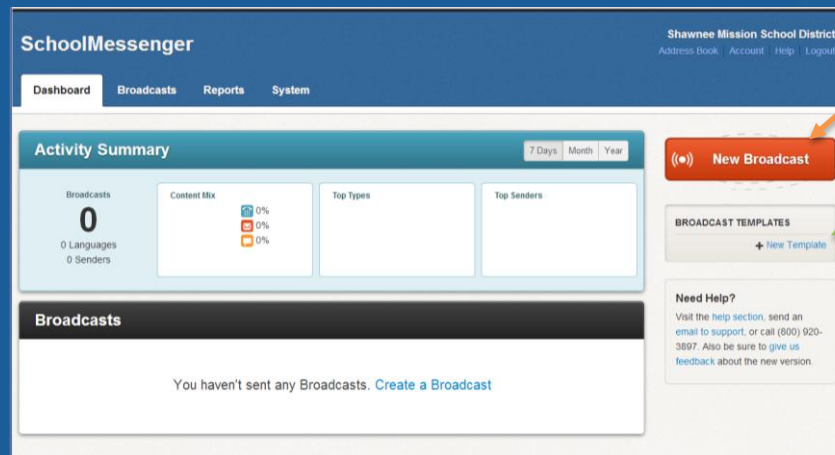 SchoolMessenger
Shawnee Mission School District
Address Book Account Help Logout
Dashboard Broadcasts Reports System
Activity Summary
7 Days Month Year
Broadcasts
0
0 Languages
0 Senders
Content Mix
0%
0%
0%
Top Types
Top Senders
Broadcasts
You haven't sent any Broadcasts. Create a Broadcast
New Broadcast
BROADCAST TEMPLATES
+ New Template
Need Help?
Visit the help section, send an
email to support, or call (800) 920-
3897. Also be sure to give us
feedback about the new version.